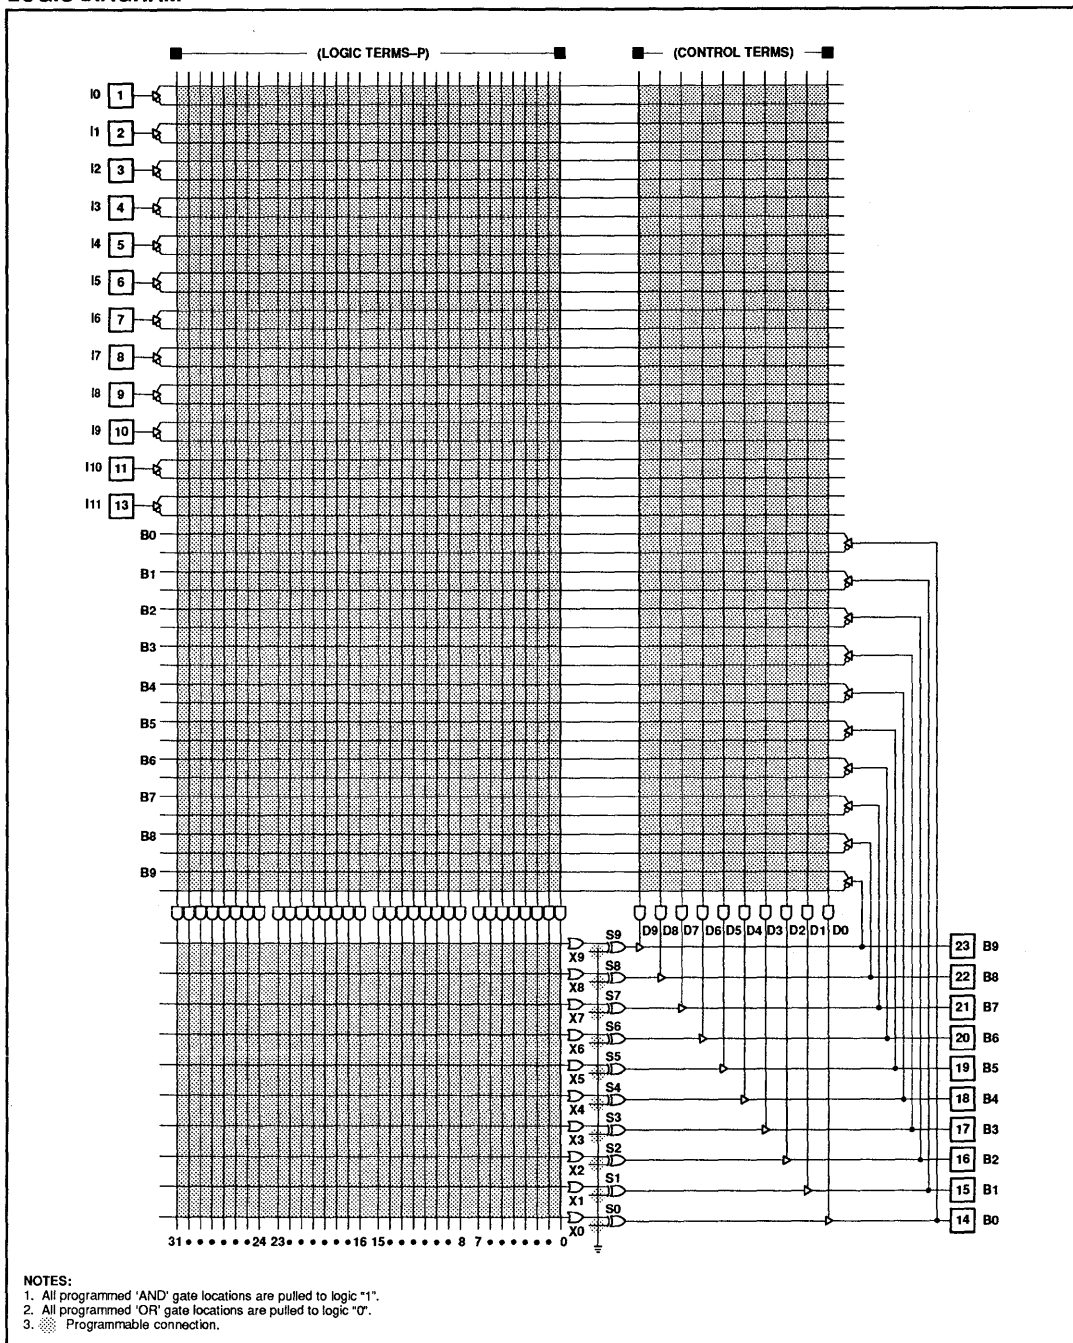 (LOGIC TERMS–P) (CONTROL TERMS)
I0 1
I1 2
I2 3
I3 4
I4 5
I5 6
I6 7
I7 8
I8 9
I9 10
I10 11
I11 13
B0
B1
B2
B3
B4
B5
B6
B7
B8
B9
D9 D8 D7 D6 D5 D4 D3 D2 D1 D0
S9 23 B9
X9
S8 22 B8
X8
S7 21 B7
X7
S6 20 B6
X6
S5 19 B5
X5
S4 18 B4
X4
S3 17 B3
X3
S2 16 B2
X2
S1 15 B1
X1
S0 14 B0
X0
31 • • • • • • 24 23 • • • • • • 16 15 • • • • • • 8 7 • • • • • • 0
NOTES:
1. All programmed 'AND' gate locations are pulled to logic "1".
2. All programmed 'OR' gate locations are pulled to logic "0".
3. Programmable connection.